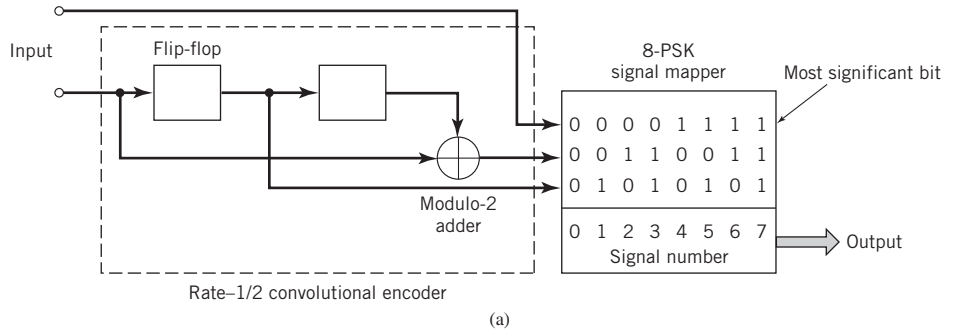 Input
Flip-flop
8-PSK
signal mapper
Most significant bit
0 0 0 0 1 1 1 1
0 0 1 1 0 0 1 1
0 1 0 1 0 1 0 1
Modulo-2
adder
0 1 2 3 4 5 6 7
Signal number
Output
Rate–1/2 convolutional encoder
(a)